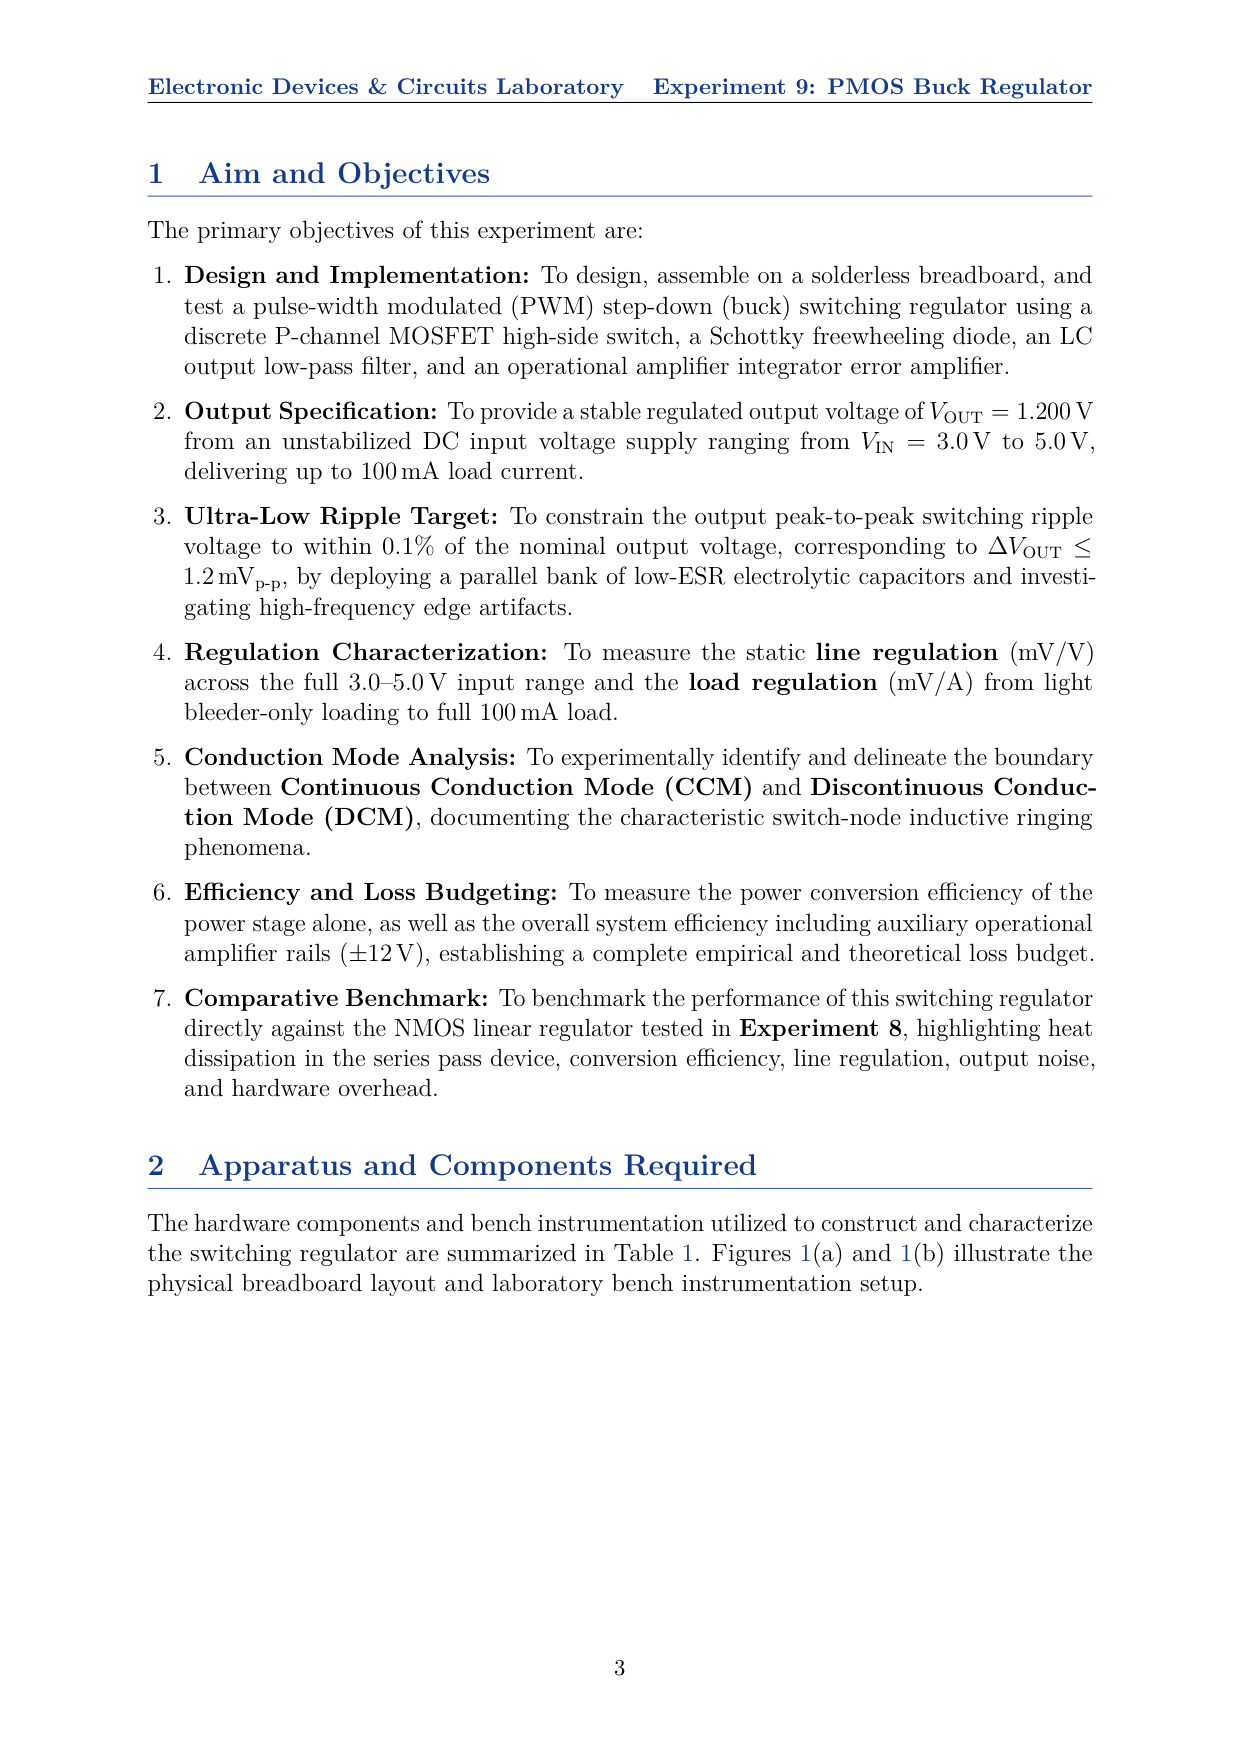 Electronic Devices & Circuits Laboratory Experiment 9: PMOS Buck Regulator
1 Aim and Objectives
The primary objectives of this experiment are:
1. Design and Implementation: To design, assemble on a solderless breadboard, and
test a pulse-width modulated (PWM) step-down (buck) switching regulator using a
discrete P-channel MOSFET high-side switch, a Schottky freewheeling diode, an LC
output low-pass filter, and an operational amplifier integrator error amplifier.
2. Output Specification: To provide a stable regulated output voltage of V_OUT = 1.200 V
from an unstabilized DC input voltage supply ranging from V_IN = 3.0 V to 5.0 V,
delivering up to 100 mA load current.
3. Ultra-Low Ripple Target: To constrain the output peak-to-peak switching ripple
voltage to within 0.1% of the nominal output voltage, corresponding to ΔV_OUT ≤
1.2 mV_p-p, by deploying a parallel bank of low-ESR electrolytic capacitors and investi-
gating high-frequency edge artifacts.
4. Regulation Characterization: To measure the static line regulation (mV/V)
across the full 3.0–5.0 V input range and the load regulation (mV/A) from light
bleeder-only loading to full 100 mA load.
5. Conduction Mode Analysis: To experimentally identify and delineate the boundary
between Continuous Conduction Mode (CCM) and Discontinuous Conduc-
tion Mode (DCM), documenting the characteristic switch-node inductive ringing
phenomena.
6. Efficiency and Loss Budgeting: To measure the power conversion efficiency of the
power stage alone, as well as the overall system efficiency including auxiliary operational
amplifier rails (±12 V), establishing a complete empirical and theoretical loss budget.
7. Comparative Benchmark: To benchmark the performance of this switching regulator
directly against the NMOS linear regulator tested in Experiment 8, highlighting heat
dissipation in the series pass device, conversion efficiency, line regulation, output noise,
and hardware overhead.
2 Apparatus and Components Required
The hardware components and bench instrumentation utilized to construct and characterize
the switching regulator are summarized in Table 1. Figures 1(a) and 1(b) illustrate the
physical breadboard layout and laboratory bench instrumentation setup.
3